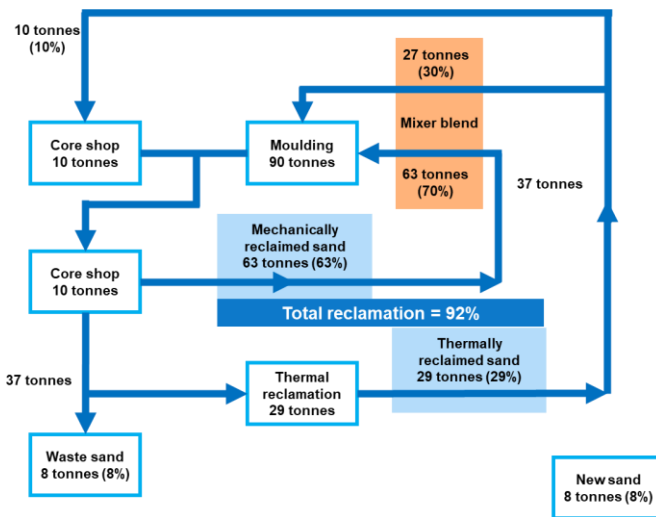 10 tonnes
(10%)
27 tonnes
(30%)
Mixer blend
63 tonnes
(70%)
Core shop
10 tonnes
Moulding
90 tonnes
37 tonnes
Mechanically
reclaimed sand
63 tonnes (63%)
Core shop
10 tonnes
Total reclamation = 92%
Thermally
reclaimed sand
29 tonnes (29%)
37 tonnes
Thermal
reclamation
29 tonnes
Waste sand
8 tonnes (8%)
New sand
8 tonnes (8%)